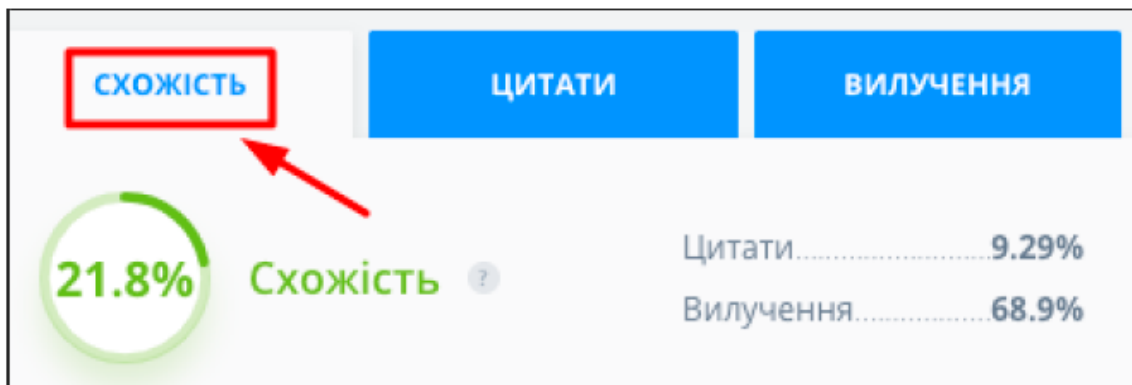 СХОЖІСТЬ ЦИТАТИ ВИЛУЧЕННЯ
21.8% Схожість ?
Цитати....................9.29%
Вилучення.................68.9%